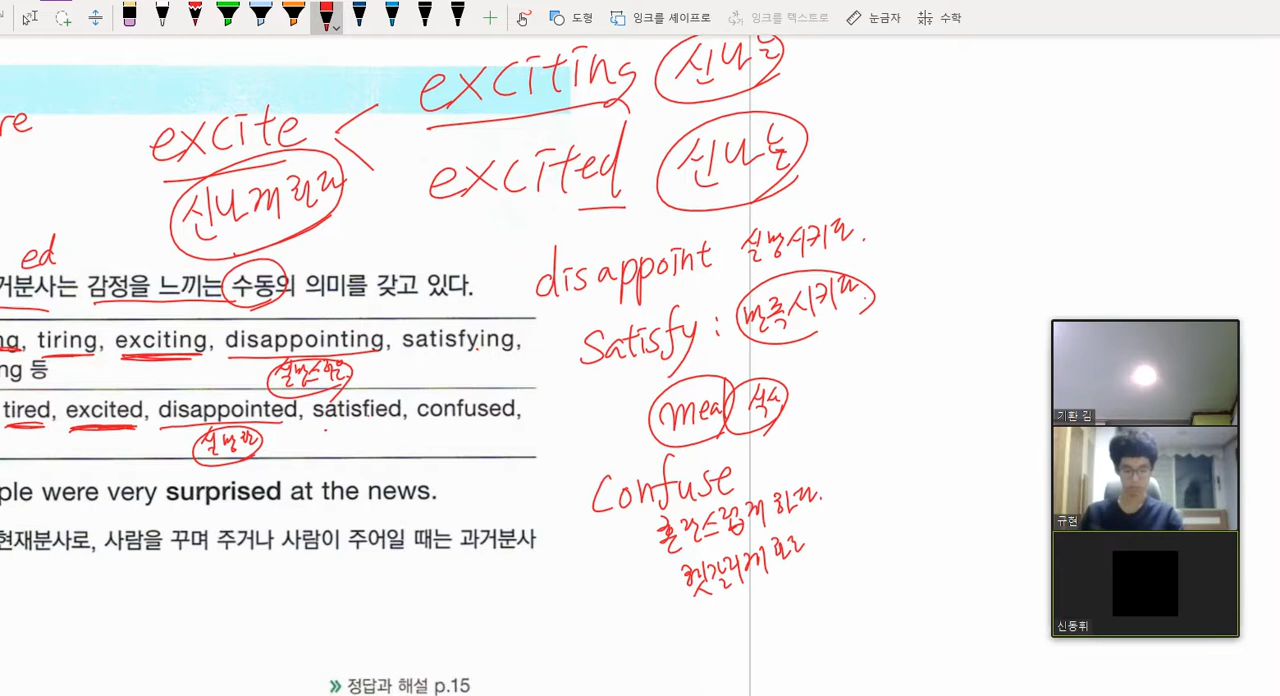 도형 잉크를 셰이프로 잉크를 텍스트로 눈금자 수학
exciting 신나는
re
excite <
excited 신나는
신나게 하다
ed
disappoint 실망시키다.
거분사는 감정을 느끼는 수동의 의미를 갖고 있다.
Satisfy : 만족시키다.
ng, tiring, exciting, disappointing, satisfying,
실망스러운
ng 등
meal 식사
tired, excited, disappointed, satisfied, confused,
실망한
기환 김
confuse
ple were very surprised at the news.
혼란스럽게 하다.
규현
현재분사로, 사람을 꾸며 주거나 사람이 주어일 때는 과거분사
헷갈리게
신동휘
» 정답과 해설 p.15